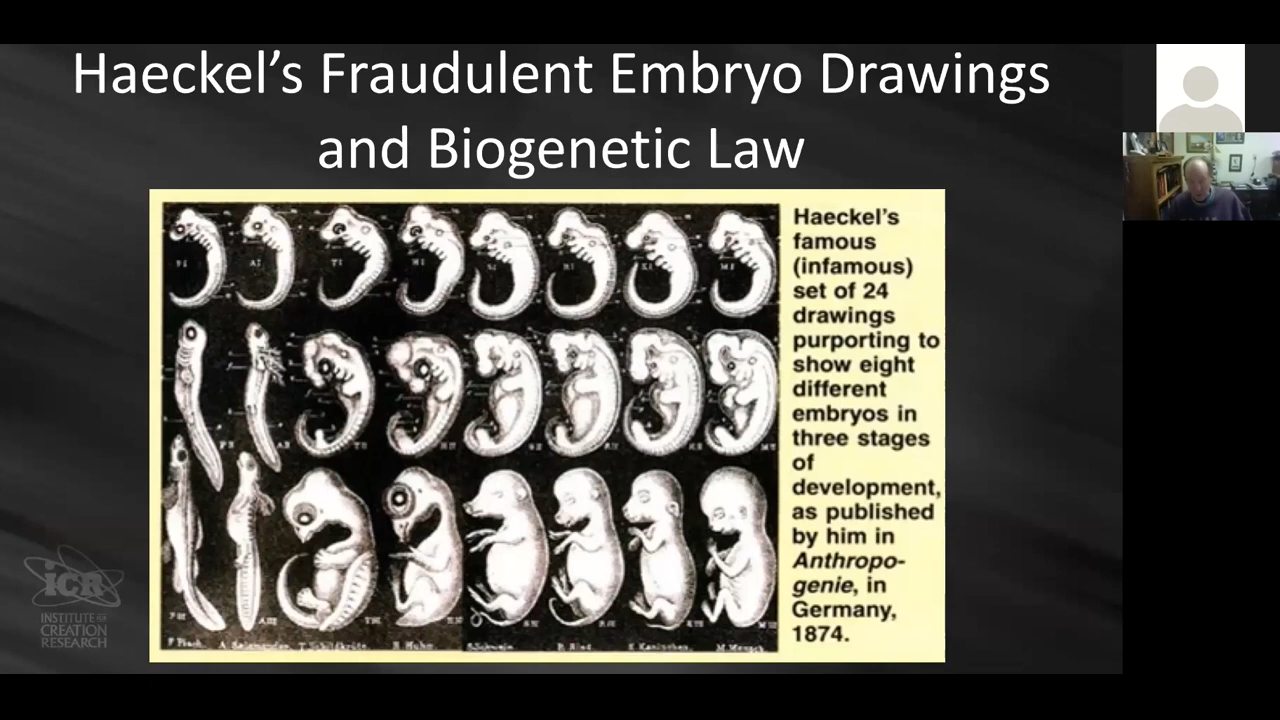 Haeckel's Fraudulent Embryo Drawings
and Biogenetic Law
Haeckel's
famous
(infamous)
set of 24
drawings
purporting to
show eight
different
embryos in
three stages
of
development,
as published
by him in
Anthropo-
genie, in
Germany,
1874.
iCR
INSTITUTE FOR
CREATION
RESEARCH